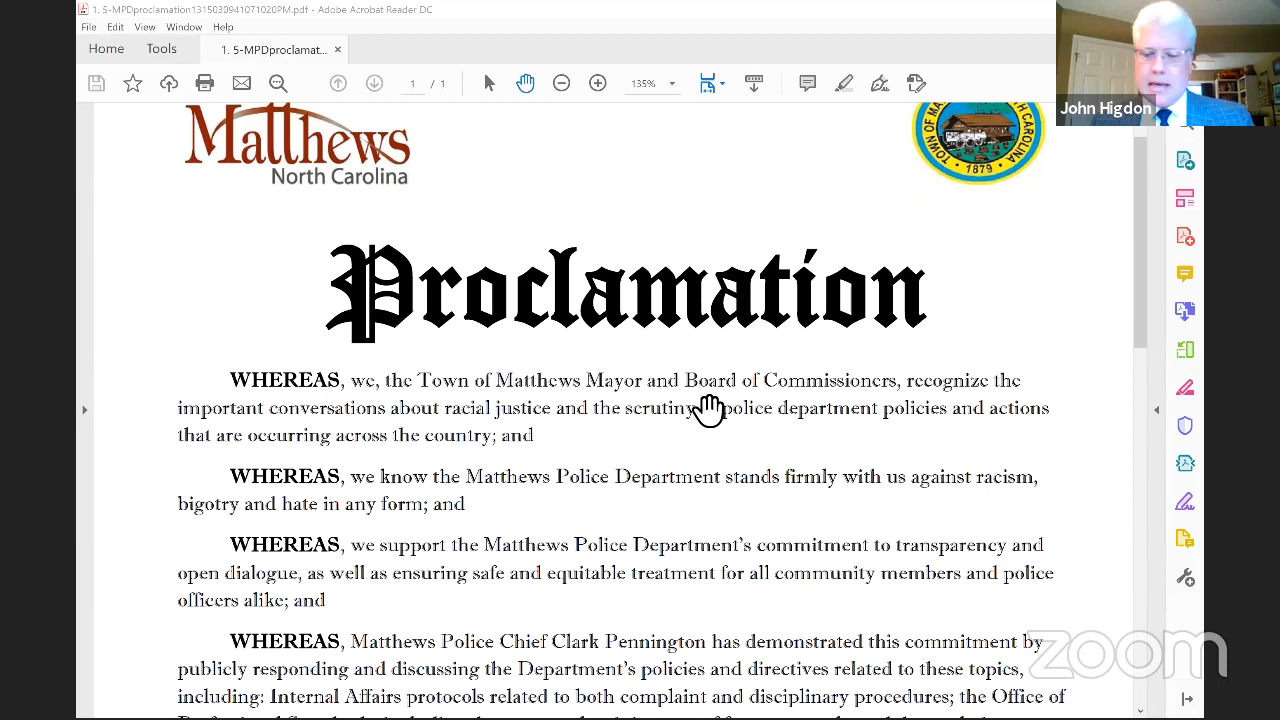 1. 5-MPDproclamation1315030941071020PM.pdf - Adobe Acrobat Reader DC
File Edit View Window Help
Home Tools 1. 5-MPDproclamat... ×
1 / 1 135%
John Higdon
Matthews
North Carolina
NORTH CAROLINA
TOWN OF
1879
Proclamation
WHEREAS, we, the Town of Matthews Mayor and Board of Commissioners, recognize the
important conversations about racial justice and the scrutiny police department policies and actions
that are occurring across the country; and
WHEREAS, we know the Matthews Police Department stands firmly with us against racism,
bigotry and hate in any form; and
WHEREAS, we support the Matthews Police Department's commitment to transparency and
open dialogue, as well as ensuring safe and equitable treatment for all community members and police
officers alike; and
WHEREAS, Matthews Police Chief Clark Pennington has demonstrated this commitment by
publicly responding and discussing the Department's policies and directives related to these topics,
including: Internal Affairs protocols related to both complaint and disciplinary procedures; the Office of
zoom